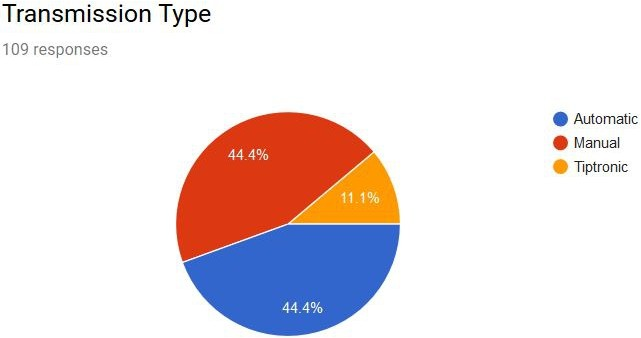 Transmission Type
109 responses
Automatic
Manual
Tiptronic
44.4%
11.1%
44.4%